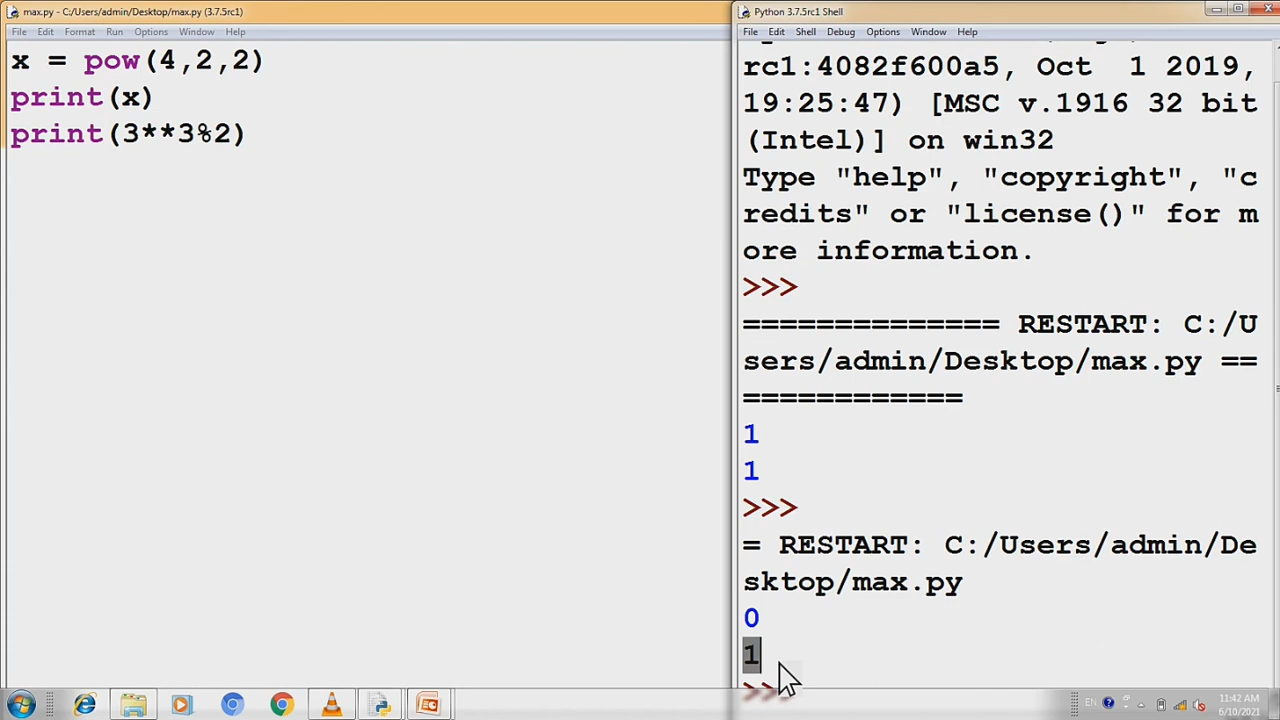 max.py - C:/Users/admin/Desktop/max.py (3.7.5rc1)
File Edit Format Run Options Window Help
x = pow(4,2,2)
print(x)
print(3**3%2)
Python 3.7.5rc1 Shell
File Edit Shell Debug Options Window Help
rc1:4082f600a5, Oct  1 2019,
19:25:47) [MSC v.1916 32 bit
(Intel)] on win32
Type "help", "copyright", "c
redits" or "license()" for m
ore information.
>>>
============== RESTART: C:/U
sers/admin/Desktop/max.py ==
============
1
1
>>>
= RESTART: C:/Users/admin/De
sktop/max.py
0
1
>>>
EN
11:42 AM
6/10/2021